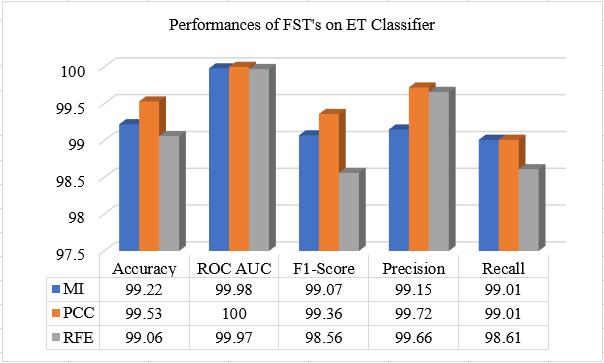 Performances of FST's on ET Classifier
100
99.5
99
98.5
98
97.5
Accuracy ROC AUC F1-Score Precision Recall
MI 99.22 99.98 99.07 99.15 99.01
PCC 99.53 100 99.36 99.72 99.01
RFE 99.06 99.97 98.56 99.66 98.61